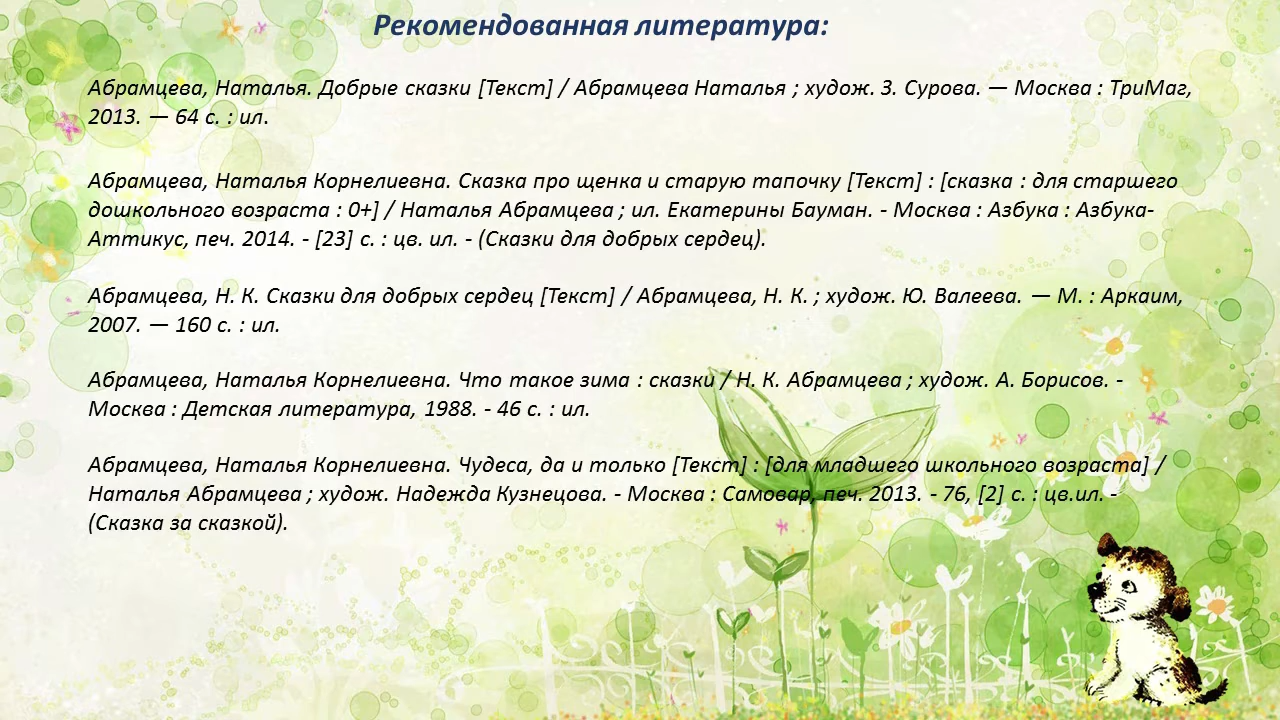 Рекомендованная литература:
Абрамцева, Наталья. Добрые сказки [Текст] / Абрамцева Наталья ; худож. З. Сурова. — Москва : ТриМаг,
2013. — 64 с. : ил.
Абрамцева, Наталья Корнелиевна. Сказка про щенка и старую тапочку [Текст] : [сказка : для старшего
дошкольного возраста : 0+] / Наталья Абрамцева ; ил. Екатерины Бауман. - Москва : Азбука : Азбука-
Аттикус, печ. 2014. - [23] с. : цв. ил. - (Сказки для добрых сердец).
Абрамцева, Н. К. Сказки для добрых сердец [Текст] / Абрамцева, Н. К. ; худож. Ю. Валеева. — М. : Аркаим,
2007. — 160 с. : ил.
Абрамцева, Наталья Корнелиевна. Что такое зима : сказки / Н. К. Абрамцева ; худож. А. Борисов. -
Москва : Детская литература, 1988. - 46 с. : ил.
Абрамцева, Наталья Корнелиевна. Чудеса, да и только [Текст] : [для младшего школьного возраста] /
Наталья Абрамцева ; худож. Надежда Кузнецова. - Москва : Самовар, печ. 2013. - 76, [2] с. : цв.ил. -
(Сказка за сказкой).